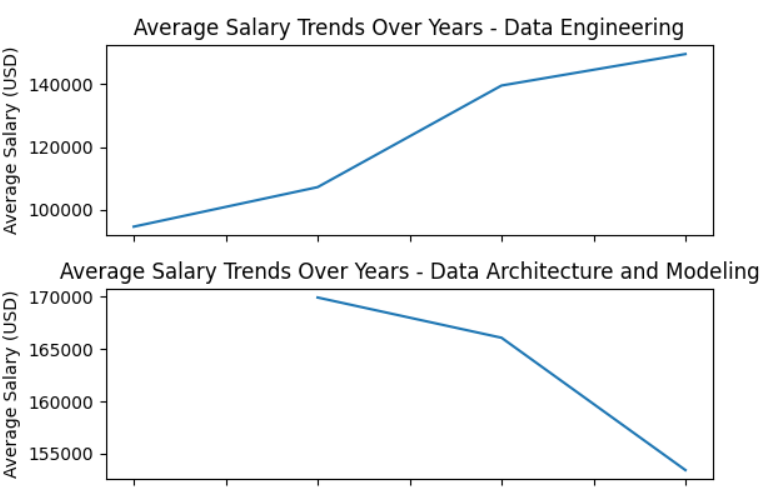 Average Salary Trends Over Years - Data Engineering
Average Salary (USD)
140000
120000
100000
Average Salary Trends Over Years - Data Architecture and Modeling
Average Salary (USD)
170000
165000
160000
155000